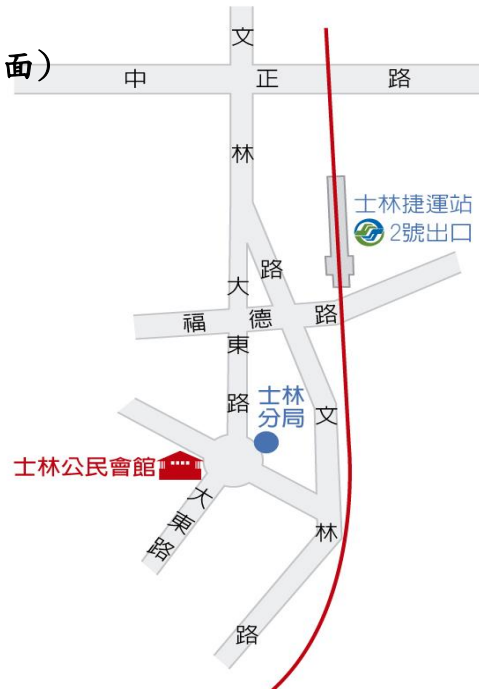 面）
中正路
文林路
士林捷運站
2號出口
福德路
大東路
士林
分局
士林公民會館
大東路
文林路